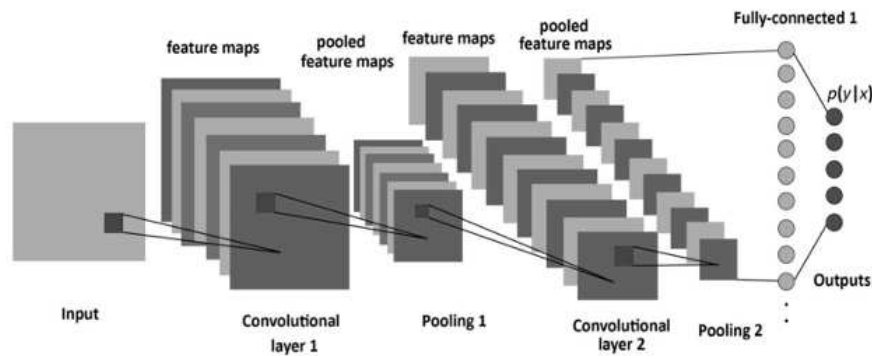 Fully-connected 1
feature maps
pooled
feature maps
feature maps
pooled
feature maps
p(y|x)
Input
Convolutional
layer 1
Pooling 1
Convolutional
layer 2
Pooling 2
Outputs